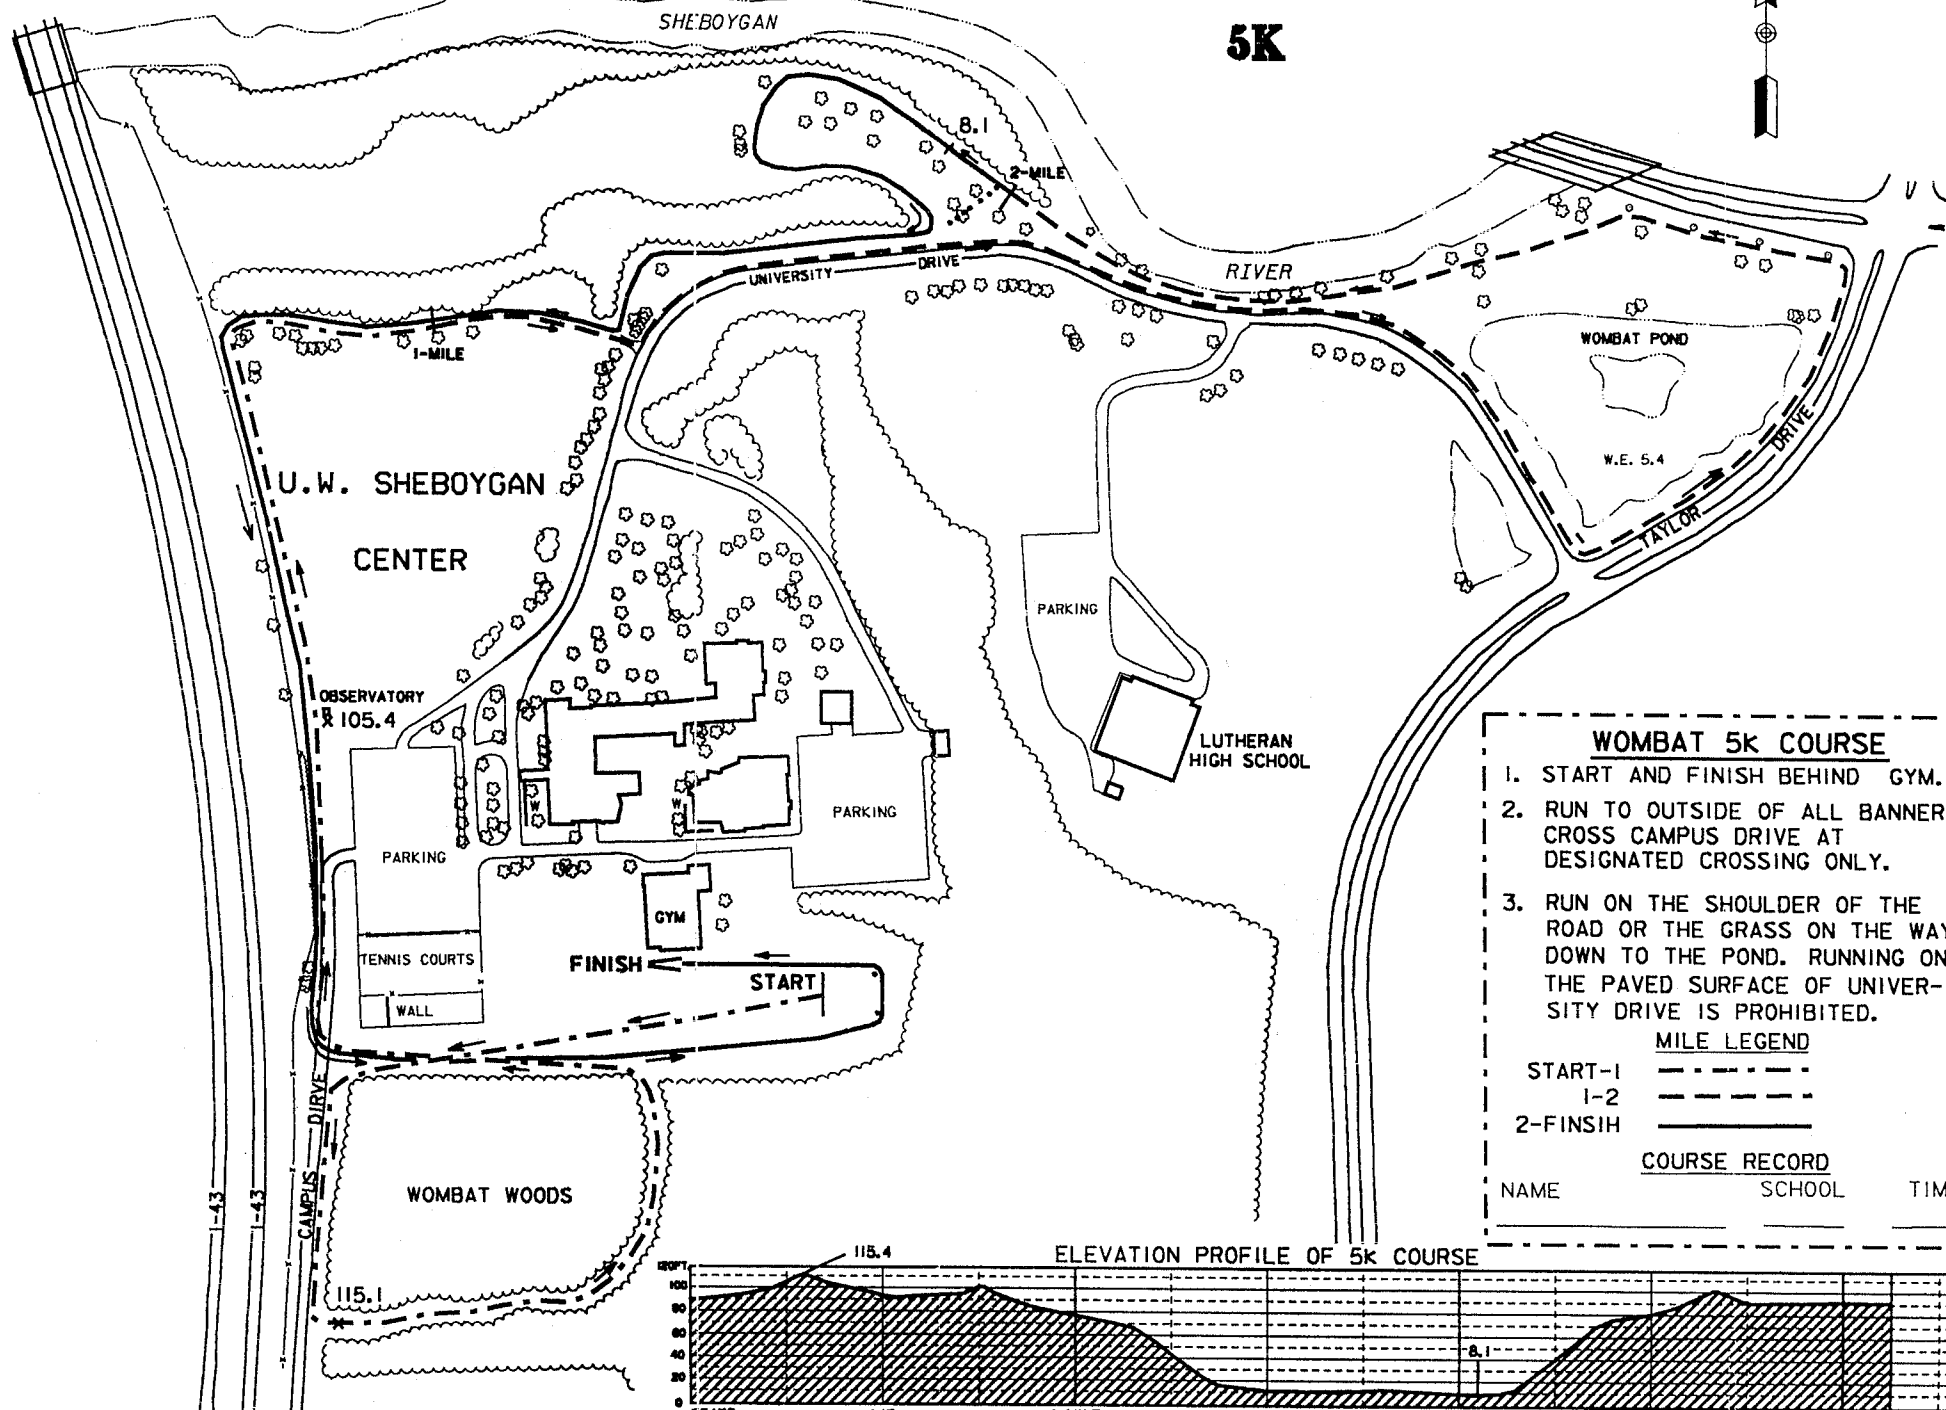 SHEBOYGAN
5K
8.1
2-MILE
RIVER
UNIVERSITY DRIVE
1-MILE
WOMBAT POND
W.E. 5.4
TAYLOR DRIVE
U.W. SHEBOYGAN
CENTER
PARKING
OBSERVATORY
105.4
LUTHERAN
HIGH SCHOOL
W
W
PARKING
PARKING
GYM
TENNIS COURTS
WALL
FINISH
START
CAMPUS DIRVE
I-43
I-43
WOMBAT WOODS
115.1
WOMBAT 5K COURSE
1. START AND FINISH BEHIND GYM.
2. RUN TO OUTSIDE OF ALL BANNER
CROSS CAMPUS DRIVE AT
DESIGNATED CROSSING ONLY.
3. RUN ON THE SHOULDER OF THE
ROAD OR THE GRASS ON THE WAY
DOWN TO THE POND. RUNNING ON
THE PAVED SURFACE OF UNIVER-
SITY DRIVE IS PROHIBITED.
MILE LEGEND
START-1
1-2
2-FINSIH
COURSE RECORD
NAME SCHOOL TIM
ELEVATION PROFILE OF 5K COURSE
115.4
8.1
120FT
100
80
60
40
20
0